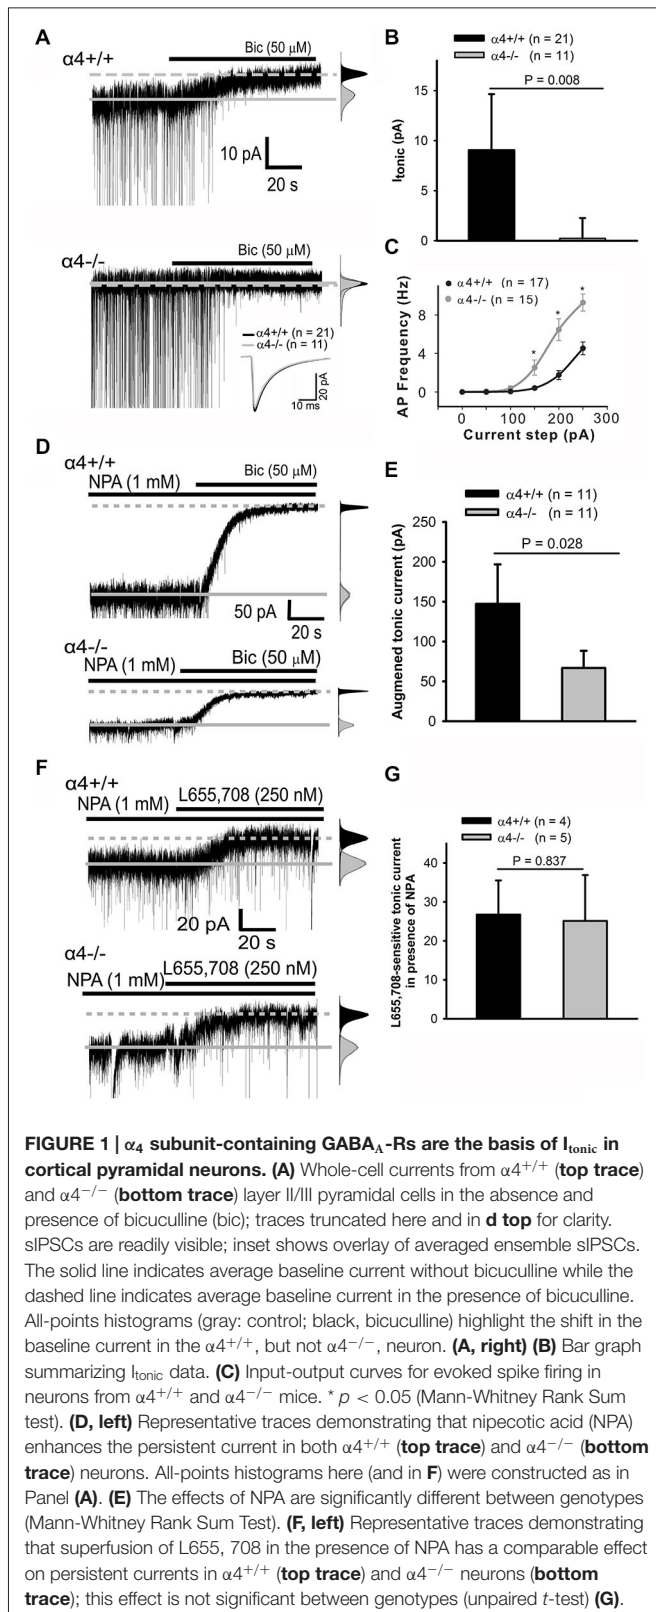 A
α4+/+
Bic (50 μM)
10 pA
20 s
α4-/-
Bic (50 μM)
α4+/+ (n = 21)
α4-/- (n = 11)
20 pA
10 ms
B
α4+/+ (n = 21)
α4-/- (n = 11)
P = 0.008
Itonic (pA)
15
10
5
0
C
α4+/+ (n = 17)
α4-/- (n = 15)
AP Frequency (Hz)
8
4
0
* * *
0 100 200 300
Current step (pA)
D
α4+/+
NPA (1 mM)
Bic (50 μM)
50 pA
20 s
α4-/-
NPA (1 mM)
Bic (50 μM)
E
α4+/+ (n = 11)
α4-/- (n = 11)
P = 0.028
Augmened tonic current (pA)
250
200
150
100
50
0
F
α4+/+
NPA (1 mM)
L655,708 (250 nM)
20 pA
20 s
α4-/-
NPA (1 mM)
L655,708 (250 nM)
G
α4+/+ (n = 4)
α4-/- (n = 5)
P = 0.837
L655,708-sensitive tonic current
in presence of NPA
40
30
20
10
0
FIGURE 1 | α4 subunit-containing GABAA-Rs are the basis of Itonic in
cortical pyramidal neurons. (A) Whole-cell currents from α4+/+ (top trace)
and α4−/− (bottom trace) layer II/III pyramidal cells in the absence and
presence of bicuculline (bic); traces truncated here and in d top for clarity.
sIPSCs are readily visible; inset shows overlay of averaged ensemble sIPSCs.
The solid line indicates average baseline current without bicuculline while the
dashed line indicates average baseline current in the presence of bicuculline.
All-points histograms (gray: control; black, bicuculline) highlight the shift in the
baseline current in the α4+/+, but not α4−/−, neuron. (A, right) (B) Bar graph
summarizing Itonic data. (C) Input-output curves for evoked spike firing in
neurons from α4+/+ and α4−/− mice. * p < 0.05 (Mann-Whitney Rank Sum
test). (D, left) Representative traces demonstrating that nipecotic acid (NPA)
enhances the persistent current in both α4+/+ (top trace) and α4−/− (bottom
trace) neurons. All-points histograms here (and in F) were constructed as in
Panel (A). (E) The effects of NPA are significantly different between genotypes
(Mann-Whitney Rank Sum Test). (F, left) Representative traces demonstrating
that superfusion of L655, 708 in the presence of NPA has a comparable effect
on persistent currents in α4+/+ (top trace) and α4−/− neurons (bottom
trace); this effect is not significant between genotypes (unpaired t-test) (G).